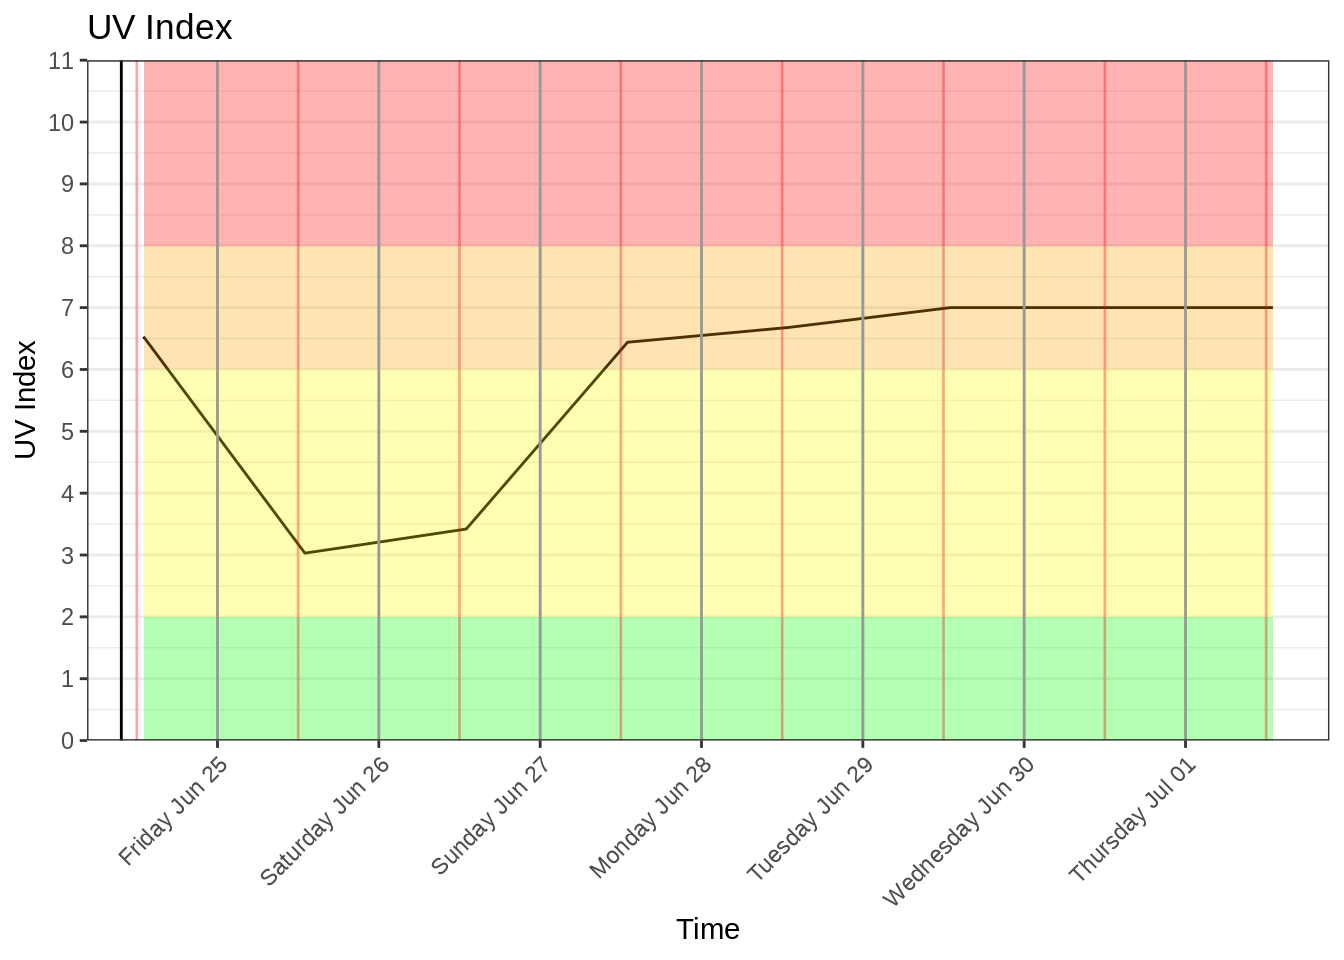 UV Index
11
10
9
8
7
6
5
4
3
2
1
0
UV Index
Friday Jun 25
Saturday Jun 26
Sunday Jun 27
Monday Jun 28
Tuesday Jun 29
Wednesday Jun 30
Thursday Jul 01
Time